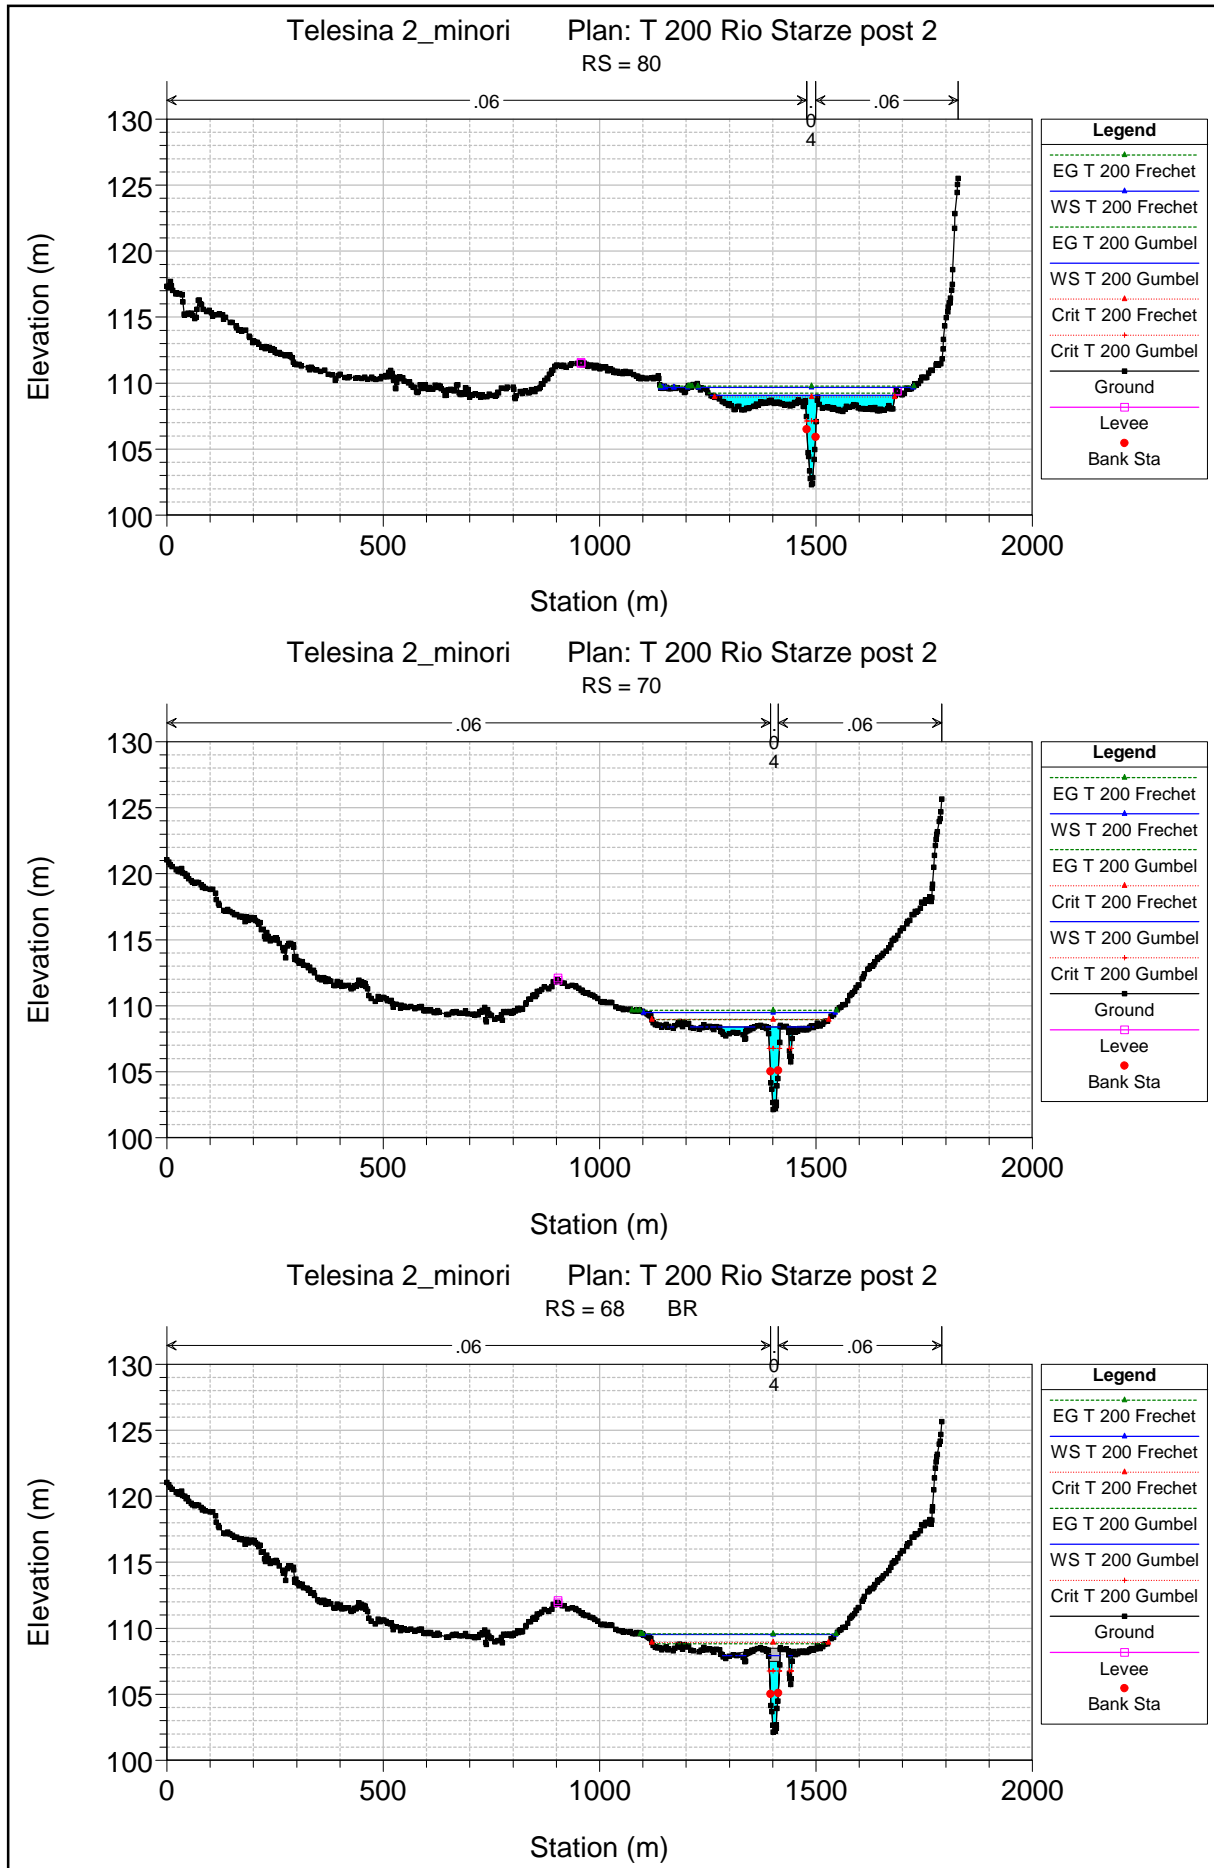 Telesina 2_minori Plan: T 200 Rio Starze post 2
RS = 80
.06
.04
.06
130
125
120
115
110
105
100
Elevation (m)
0 500 1000 1500 2000
Station (m)
Legend
EG T 200 Frechet
WS T 200 Frechet
EG T 200 Gumbel
WS T 200 Gumbel
Crit T 200 Frechet
Crit T 200 Gumbel
Ground
Levee
Bank Sta
Telesina 2_minori Plan: T 200 Rio Starze post 2
RS = 70
.06
.04
.06
130
125
120
115
110
105
100
Elevation (m)
0 500 1000 1500 2000
Station (m)
Legend
EG T 200 Frechet
WS T 200 Frechet
EG T 200 Gumbel
Crit T 200 Frechet
WS T 200 Gumbel
Crit T 200 Gumbel
Ground
Levee
Bank Sta
Telesina 2_minori Plan: T 200 Rio Starze post 2
RS = 68 BR
.06
.04
.06
130
125
120
115
110
105
100
Elevation (m)
0 500 1000 1500 2000
Station (m)
Legend
EG T 200 Frechet
WS T 200 Frechet
Crit T 200 Frechet
EG T 200 Gumbel
WS T 200 Gumbel
Crit T 200 Gumbel
Ground
Levee
Bank Sta